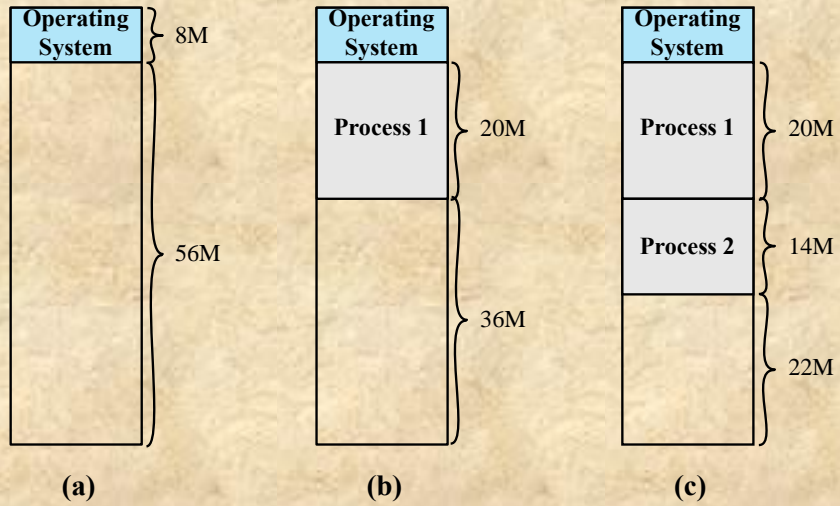 Operating
System
8M
56M
(a)
Operating
System
Process 1
20M
36M
(b)
Operating
System
Process 1
20M
Process 2
14M
22M
(c)